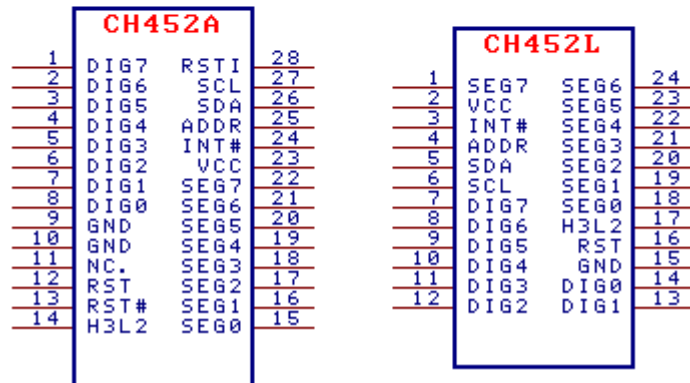 CH452A
1 DIG7 RSTI 28
2 DIG6 SCL 27
3 DIG5 SDA 26
4 DIG4 ADDR 25
5 DIG3 INT# 24
6 DIG2 VCC 23
7 DIG1 SEG7 22
8 DIG0 SEG6 21
9 GND SEG5 20
10 GND SEG4 19
11 NC. SEG3 18
12 RST SEG2 17
13 RST# SEG1 16
14 H3L2 SEG0 15
CH452L
1 SEG7 SEG6 24
2 VCC SEG5 23
3 INT# SEG4 22
4 ADDR SEG3 21
5 SDA SEG2 20
6 SCL SEG1 19
7 DIG7 SEG0 18
8 DIG6 H3L2 17
9 DIG5 RST 16
10 DIG4 GND 15
11 DIG3 DIG0 14
12 DIG2 DIG1 13